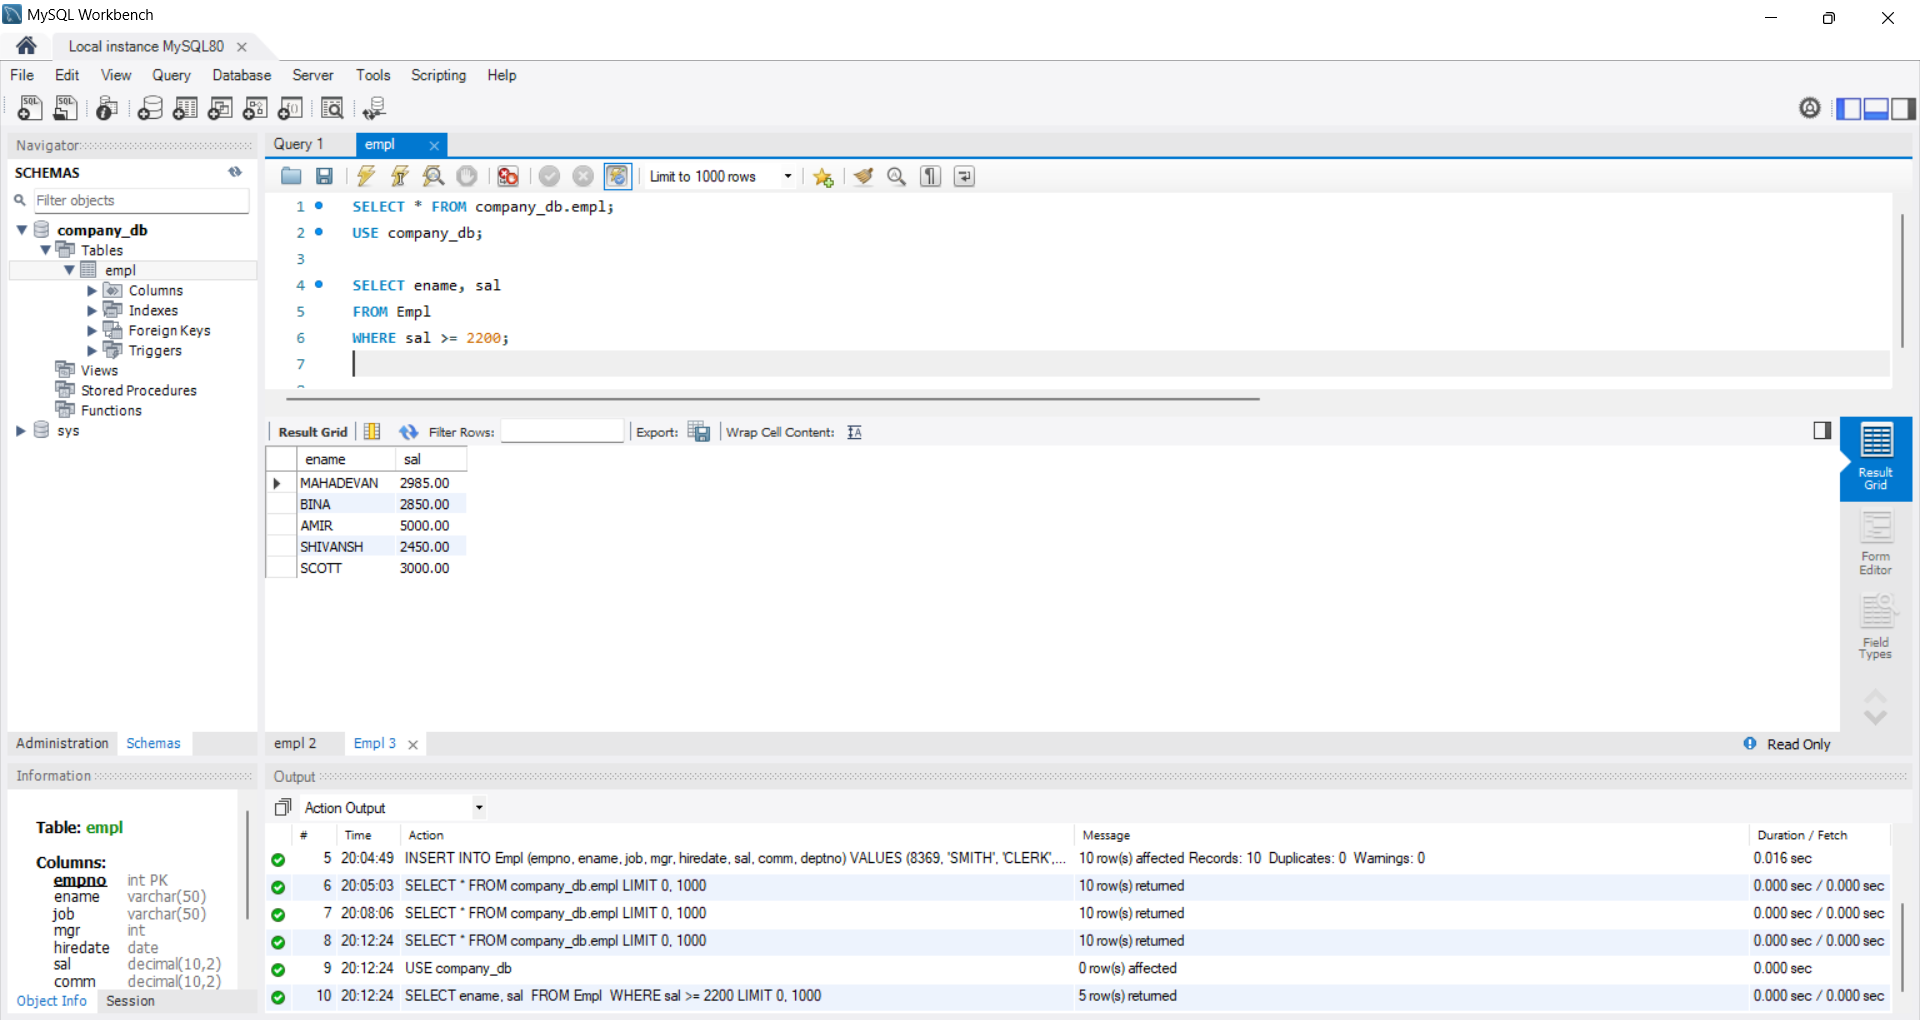 MySQL Workbench
Local instance MySQL80
File Edit View Query Database Server Tools Scripting Help
Navigator
SCHEMAS
Filter objects
company_db
Tables
empl
Columns
Indexes
Foreign Keys
Triggers
Views
Stored Procedures
Functions
sys
Administration Schemas
Information
Table: empl
Columns:
empno int PK
ename varchar(50)
job varchar(50)
mgr int
hiredate date
sal decimal(10,2)
comm decimal(10,2)
Object Info Session
Query 1 empl
Limit to 1000 rows
1 SELECT * FROM company_db.empl;
2 USE company_db;
3
4 SELECT ename, sal
5 FROM Empl
6 WHERE sal >= 2200;
7
Result Grid Filter Rows: Export: Wrap Cell Content:
ename sal
MAHADEVAN 2985.00
BINA 2850.00
AMIR 5000.00
SHIVANSH 2450.00
SCOTT 3000.00
Result
Grid
Form
Editor
Field
Types
empl 2 Empl 3
Read Only
Output
Action Output
# Time Action Message Duration / Fetch
5 20:04:49 INSERT INTO Empl (empno, ename, job, mgr, hiredate, sal, comm, deptno) VALUES (8369, 'SMITH', 'CLERK',... 10 row(s) affected Records: 10 Duplicates: 0 Warnings: 0 0.016 sec
6 20:05:03 SELECT * FROM company_db.empl LIMIT 0, 1000 10 row(s) returned 0.000 sec / 0.000 sec
7 20:08:06 SELECT * FROM company_db.empl LIMIT 0, 1000 10 row(s) returned 0.000 sec / 0.000 sec
8 20:12:24 SELECT * FROM company_db.empl LIMIT 0, 1000 10 row(s) returned 0.000 sec / 0.000 sec
9 20:12:24 USE company_db 0 row(s) affected 0.000 sec
10 20:12:24 SELECT ename, sal FROM Empl WHERE sal >= 2200 LIMIT 0, 1000 5 row(s) returned 0.000 sec / 0.000 sec